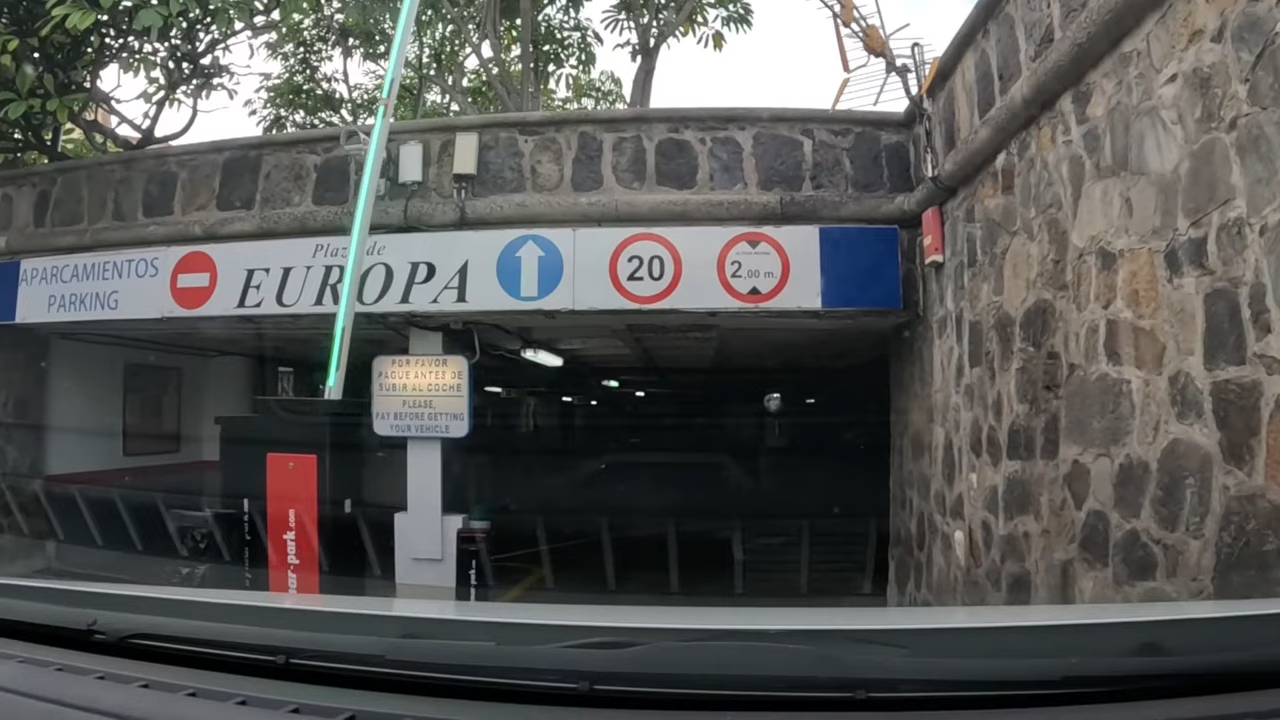 APARCAMIENTOS
PARKING
Plaza de
EUROPA
20
2,00 m.
POR FAVOR
PAGUE ANTES DE
SUBIR AL COCHE
PLEASE,
PAY BEFORE GETTING
YOUR VEHICLE
ar-park.com